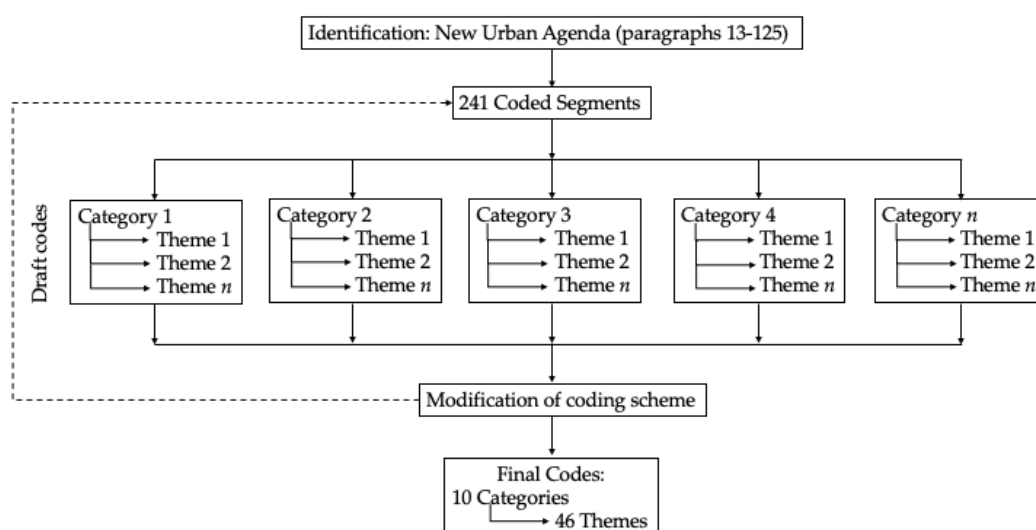 Identification: New Urban Agenda (paragraphs 13-125)
241 Coded Segments
Draft codes
Category 1
Theme 1
Theme 2
Theme n
Category 2
Theme 1
Theme 2
Theme n
Category 3
Theme 1
Theme 2
Theme n
Category 4
Theme 1
Theme 2
Theme n
Category n
Theme 1
Theme 2
Theme n
Modification of coding scheme
Final Codes:
10 Categories
46 Themes